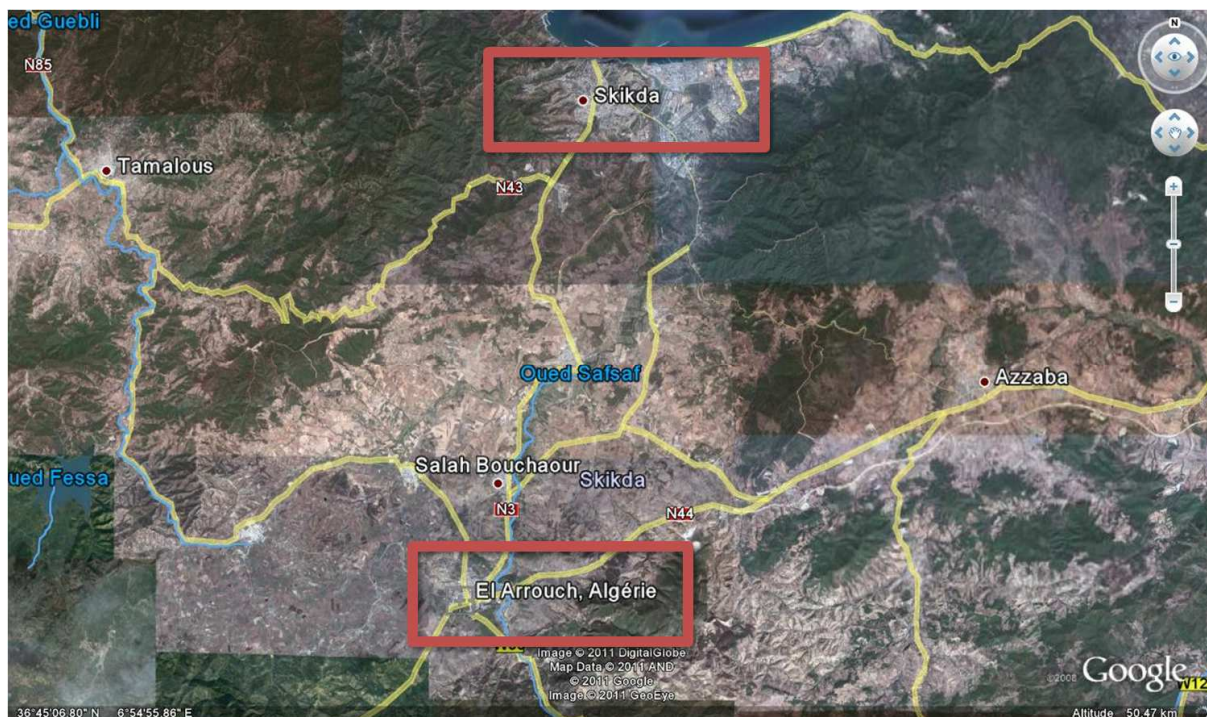 ed Guebli
N85
N
Skikda
Tamalous
N43
Oued Safsaf
Azzaba
ued Fessa
Salah Bouchaour
Skikda
N3
N44
El Arrouch, Algérie
Image © 2011 DigitalGlobe
Map Data © 2011 AND
© 2011 Google
Image © 2011 GeoEye
©2008 Google
N12
36°45'06.80" N 6°54'55.86" E
Altitude 50.47 km